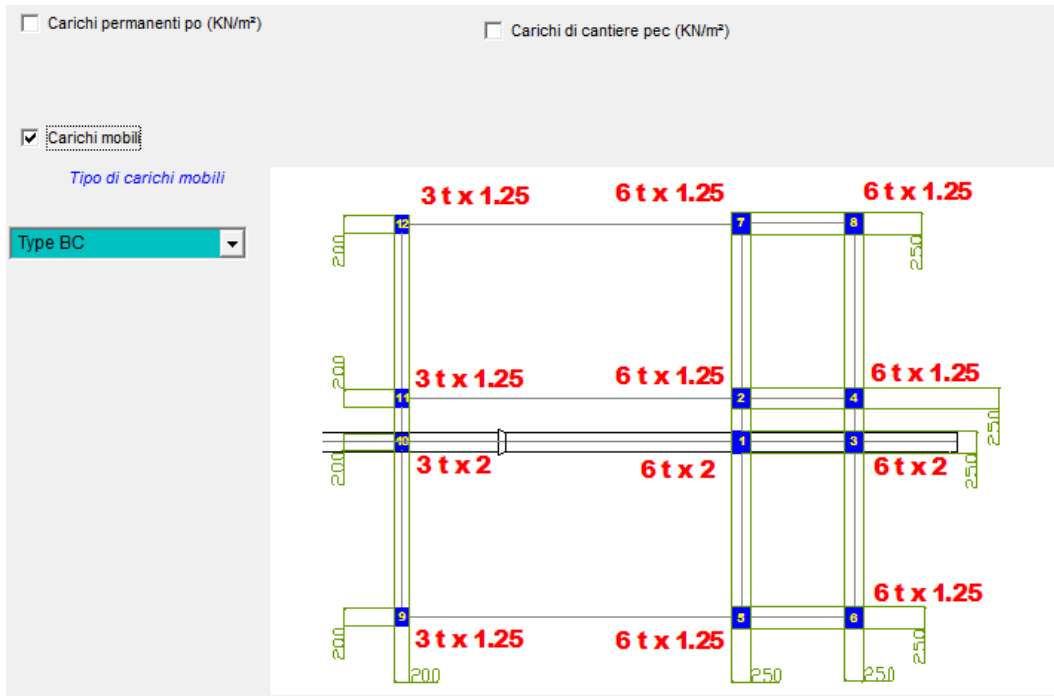 Carichi permanenti po (KN/m²)
Carichi di cantiere pec (KN/m²)
Carichi mobili
Tipo di carichi mobili
Type BC
3 t x 1.25
6 t x 1.25
6 t x 1.25
12
7
8
200
250
3 t x 1.25
6 t x 1.25
6 t x 1.25
200
11
2
4
250
10
1
3
3 t x 2
6 t x 2
6 t x 2
200
250
6 t x 1.25
9
5
6
3 t x 1.25
6 t x 1.25
200
250
200
250
250